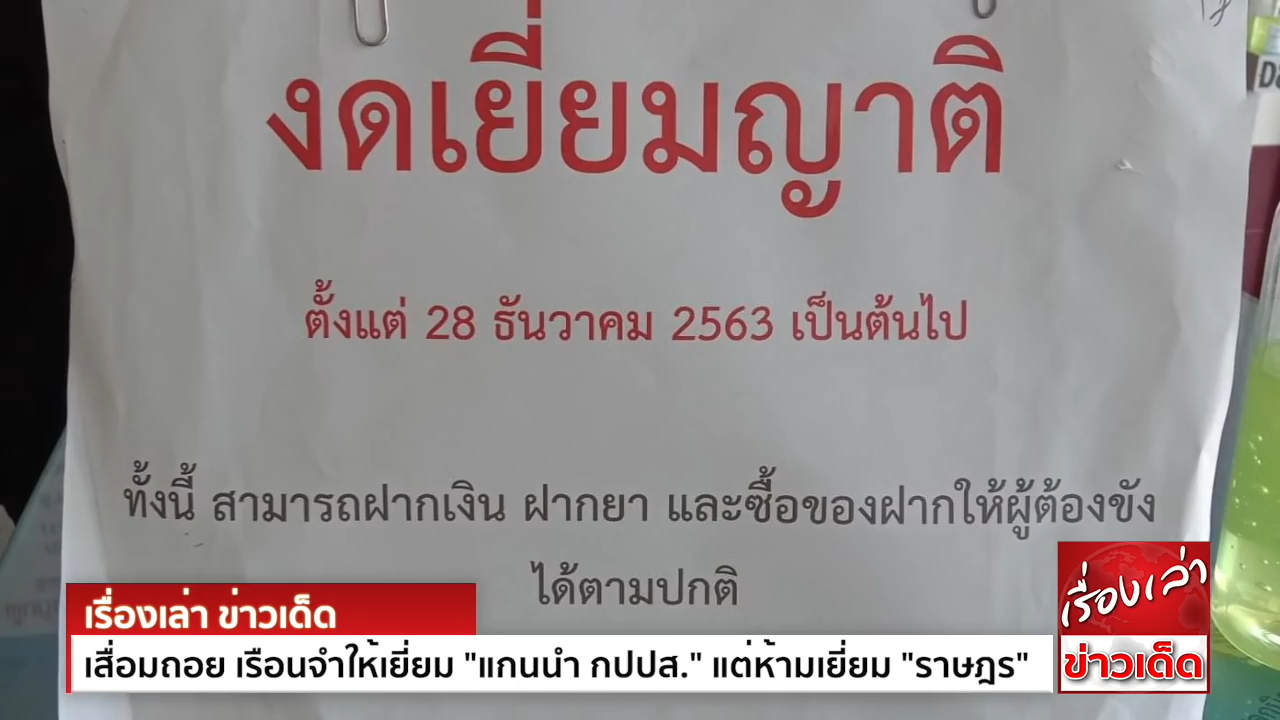 งดเยี่ยมญาติ
ตั้งแต่ 28 ธันวาคม 2563 เป็นต้นไป
ทั้งนี้ สามารถฝากเงิน ฝากยา และซื้อของฝากให้ผู้ต้องขัง
ได้ตามปกติ
เรื่องเล่า ข่าวเด็ด
เสื่อมถอย เรือนจำให้เยี่ยม "แกนนำ กปปส." แต่ห้ามเยี่ยม "ราษฎร"
เรื่องเล่า
ข่าวเด็ด